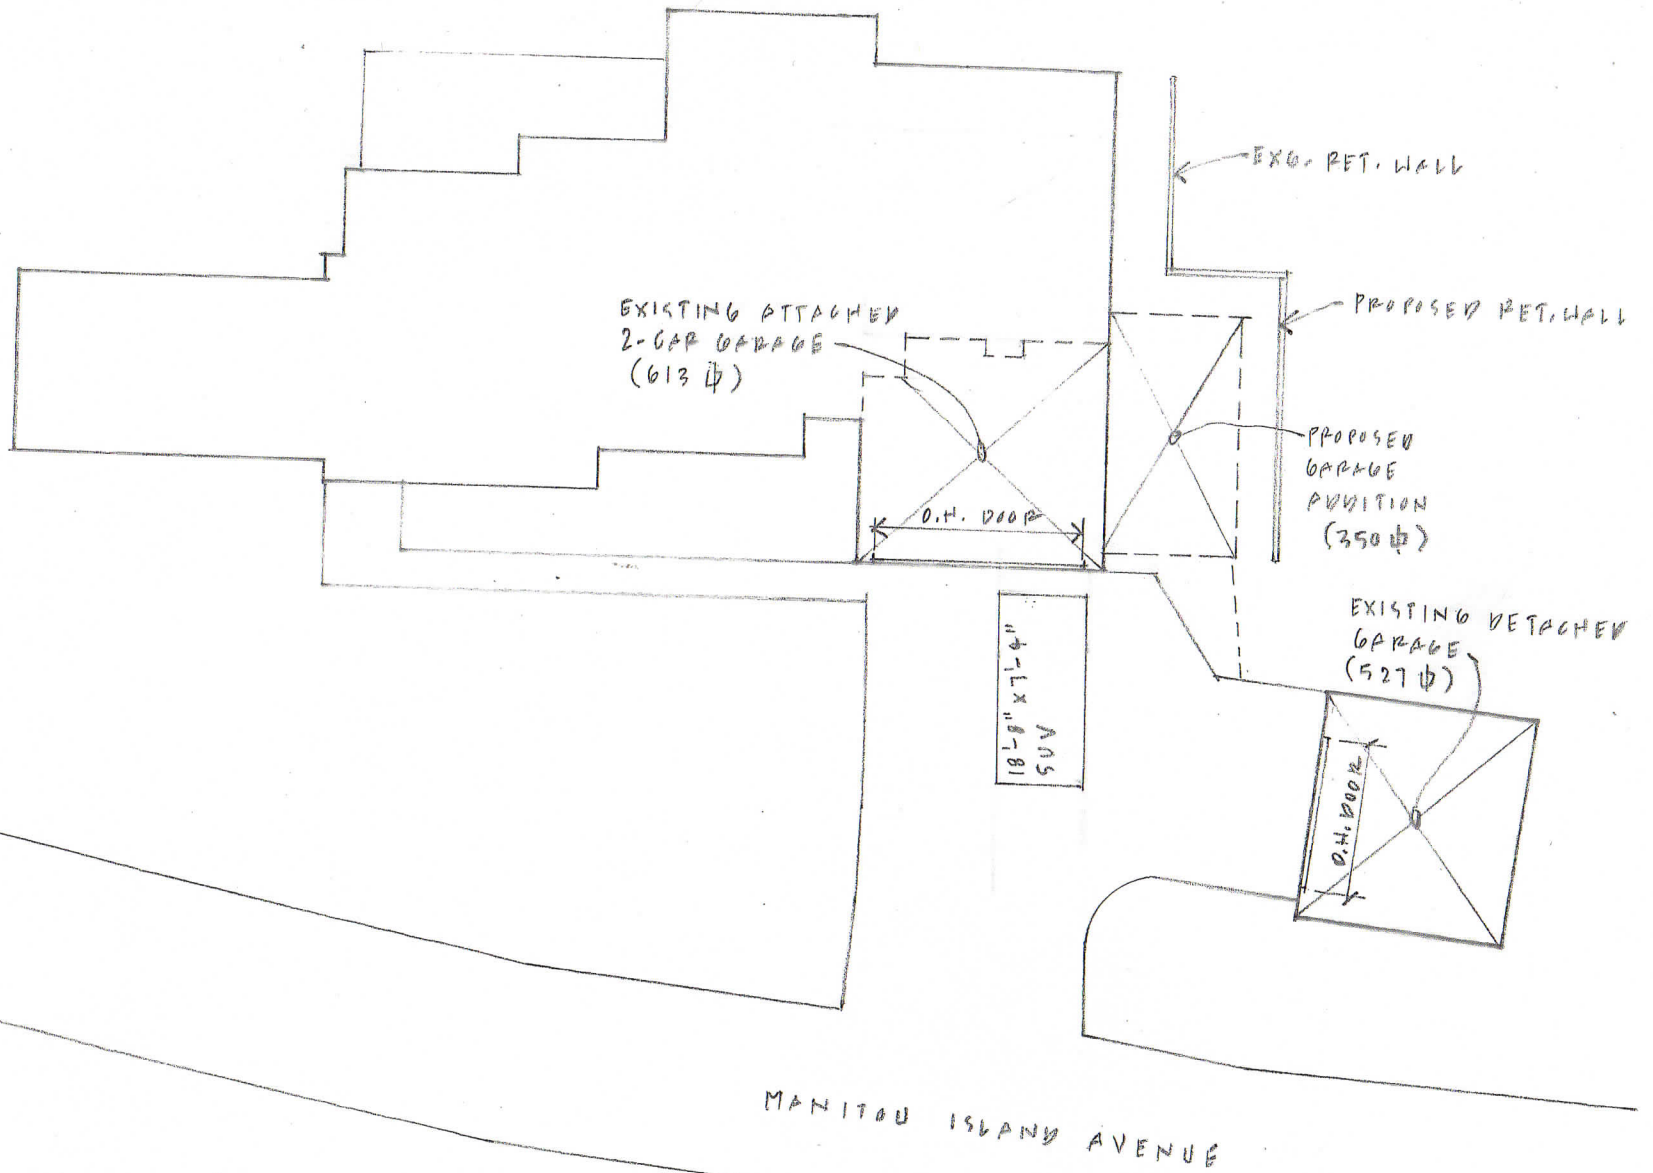 EXG. RET. WALL
PROPOSED RET. WALL
EXISTING ATTACHED
2-CAR GARAGE
(613 ⌷)
PROPOSED
GARAGE
ADDITION
(350 ⌷)
O.H. DOOR
EXISTING DETACHED
GARAGE
(527 ⌷)
SUV
18'-0" x 7'-4"
O.H. DOOR
MANITOU ISLAND AVENUE